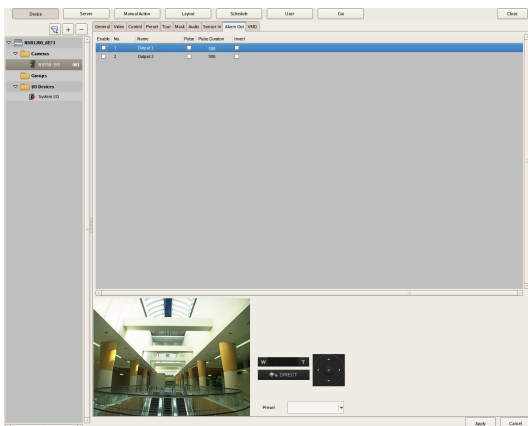 Device Server Manual Action Layout Schedule User Gui Close
General Video Control Preset Tour Mask Audio Sensor In Alarm Out VMD
+ −
Enable No. Name Pulse Pulse Duration Invert
1 Output 1 500
2 Output 2 500
Cameras
001
Groups
I/O Devices
System I/O
W T
DIRECT
Preset
Apply Cancel